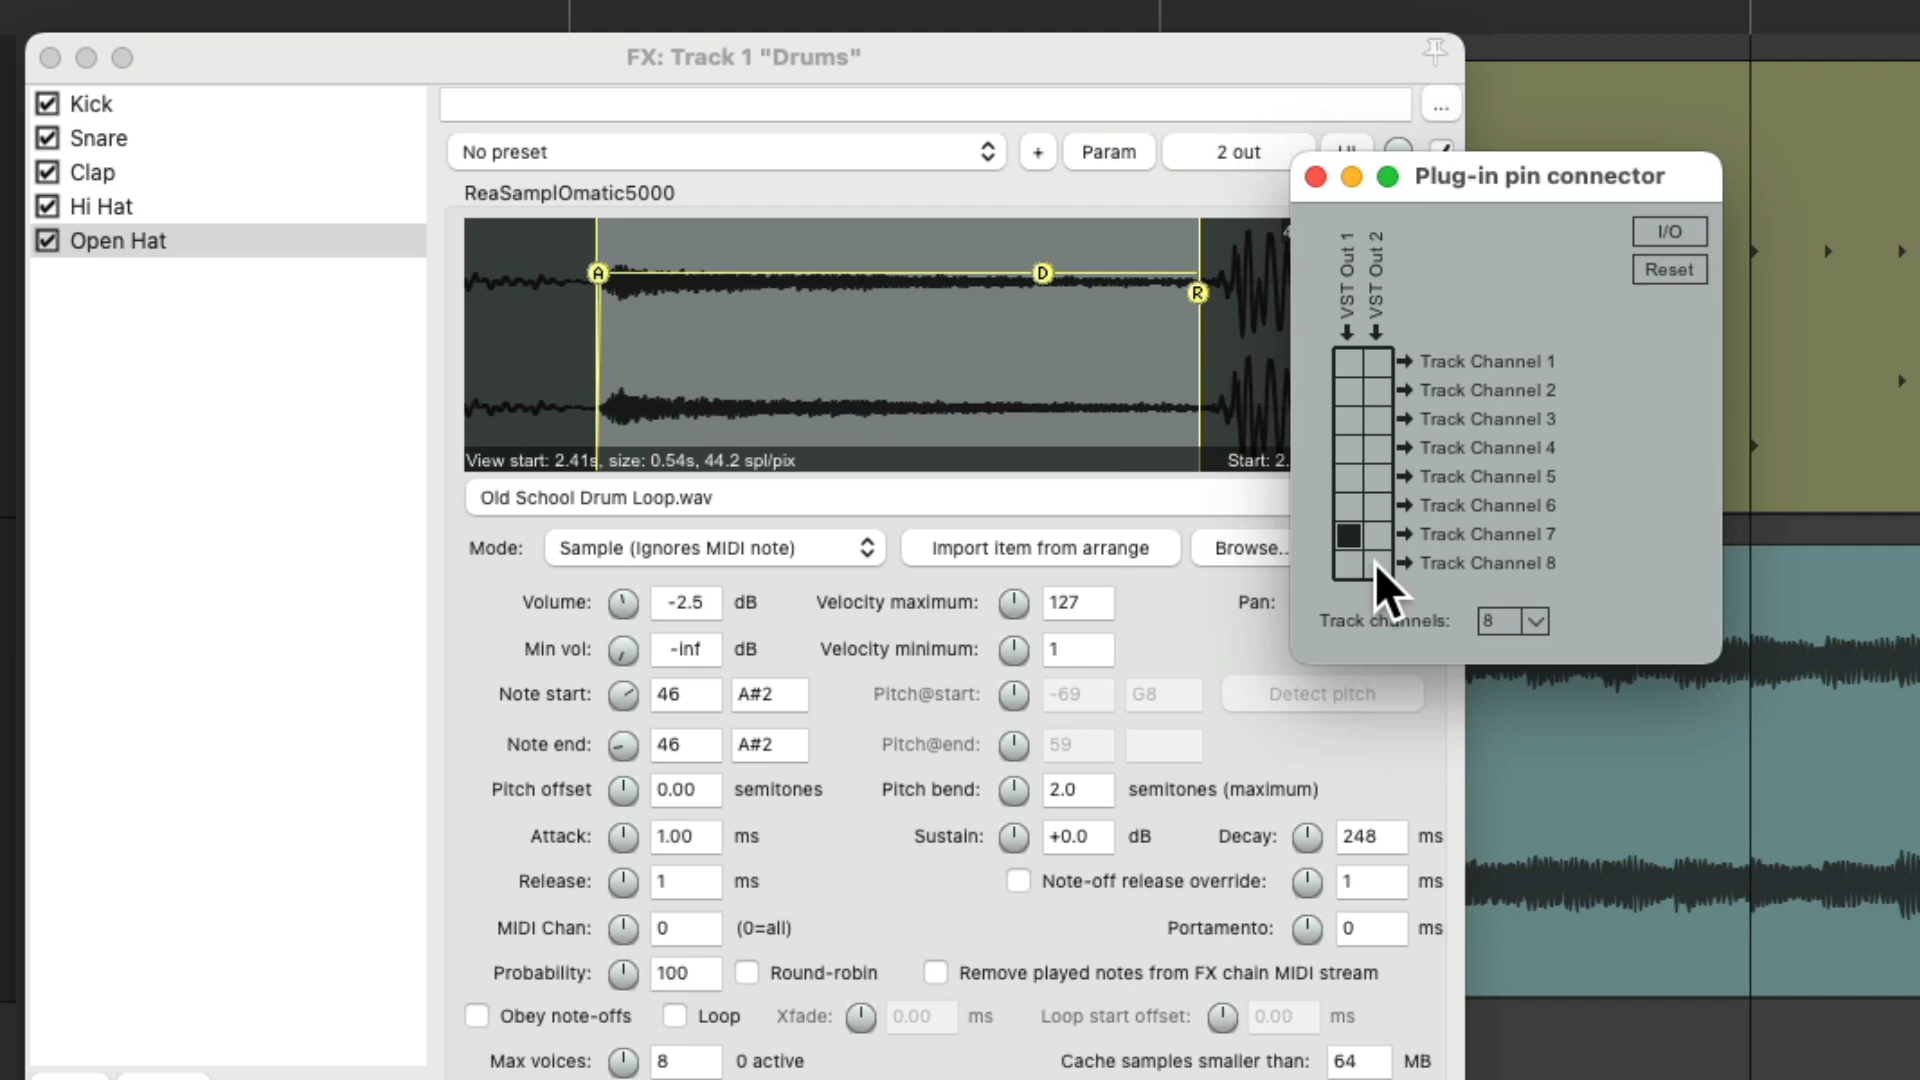 FX: Track 1 "Drums"
Kick
Snare
Clap
Hi Hat
Open Hat
...
No preset
+
Param
2 out
UI
ReaSamplOmatic5000
A
D
R
View start: 2.41s, size: 0.54s, 44.2 spl/pix
Start: 2.
Old School Drum Loop.wav
Mode:
Sample (Ignores MIDI note)
Import item from arrange
Browse..
Volume: -2.5 dB
Velocity maximum: 127
Pan:
Min vol: -inf dB
Velocity minimum: 1
Note start: 46 A#2
Pitch@start: -69 G8
Detect pitch
Note end: 46 A#2
Pitch@end: 59
Pitch offset 0.00 semitones
Pitch bend: 2.0 semitones (maximum)
Attack: 1.00 ms
Sustain: +0.0 dB
Decay: 248 ms
Release: 1 ms
Note-off release override: 1 ms
MIDI Chan: 0 (0=all)
Portamento: 0 ms
Probability: 100
Round-robin
Remove played notes from FX chain MIDI stream
Obey note-offs
Loop
Xfade: 0.00 ms
Loop start offset: 0.00 ms
Max voices: 8 0 active
Cache samples smaller than: 64 MB
Plug-in pin connector
I/O
Reset
VST Out 1
VST Out 2
Track Channel 1
Track Channel 2
Track Channel 3
Track Channel 4
Track Channel 5
Track Channel 6
Track Channel 7
Track Channel 8
Track channels: 8